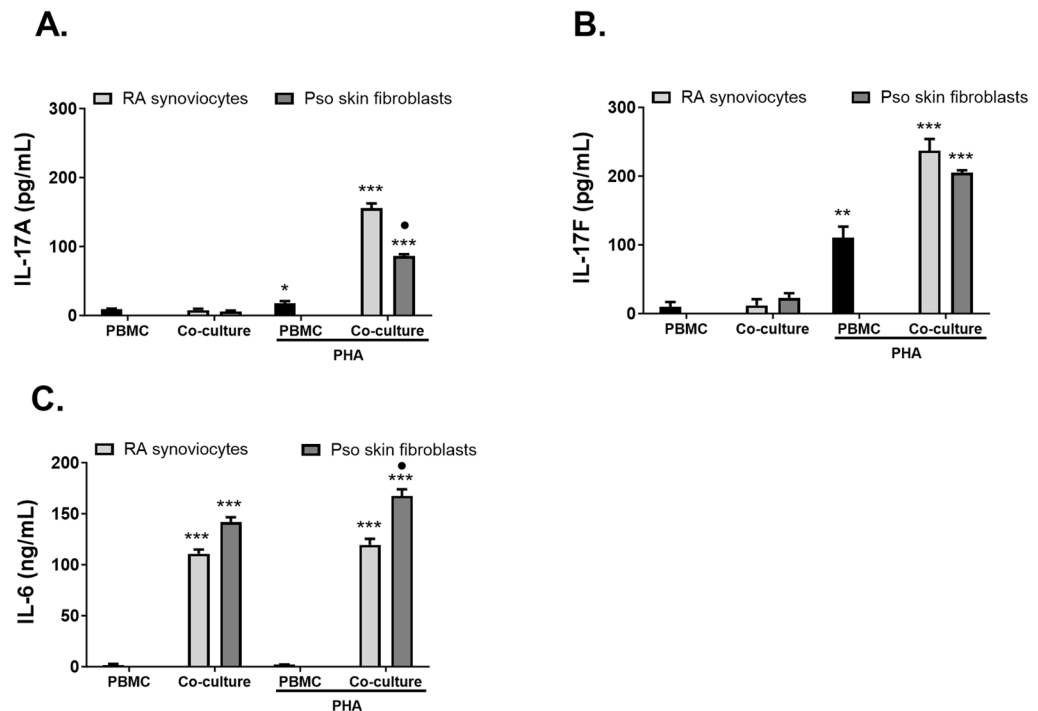 A.
RA synoviocytes Pso skin fibroblasts
IL-17A (pg/mL)
300
200
100
0
***
●
***
*
PBMC Co-culture PBMC Co-culture
PHA
B.
RA synoviocytes Pso skin fibroblasts
IL-17F (pg/mL)
300
200
100
0
***
***
**
PBMC Co-culture PBMC Co-culture
PHA
C.
RA synoviocytes Pso skin fibroblasts
IL-6 (ng/mL)
200
150
100
50
0
***
***
***
●
***
PBMC Co-culture PBMC Co-culture
PHA